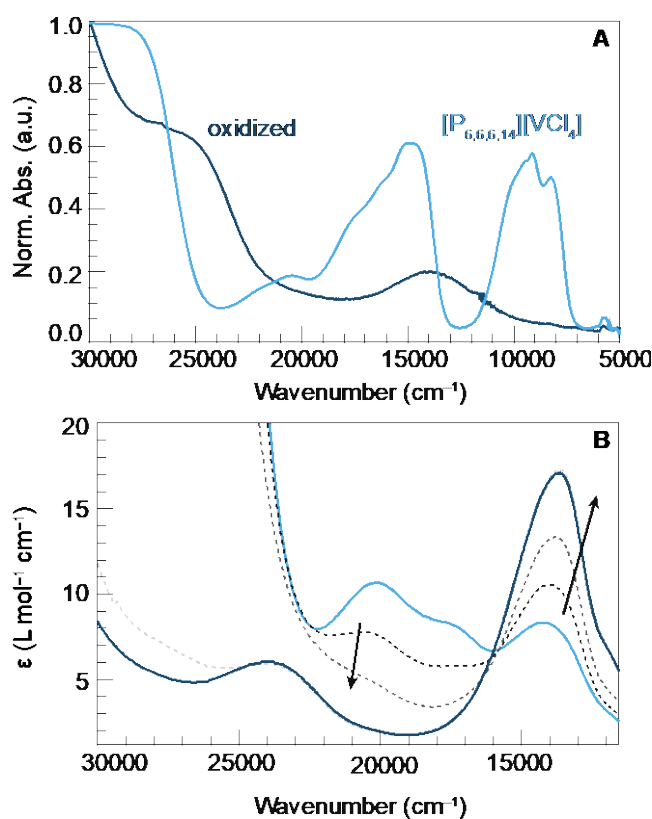 1.0
A
0.8
oxidized
[P6,6,6,14][VCl4]
0.6
0.4
0.2
0.0
Norm. Abs. (a.u.)
30000 25000 20000 15000 10000 5000
Wavenumber (cm⁻¹)
20
B
15
10
5
ε (L mol⁻¹ cm⁻¹)
30000 25000 20000 15000
Wavenumber (cm⁻¹)